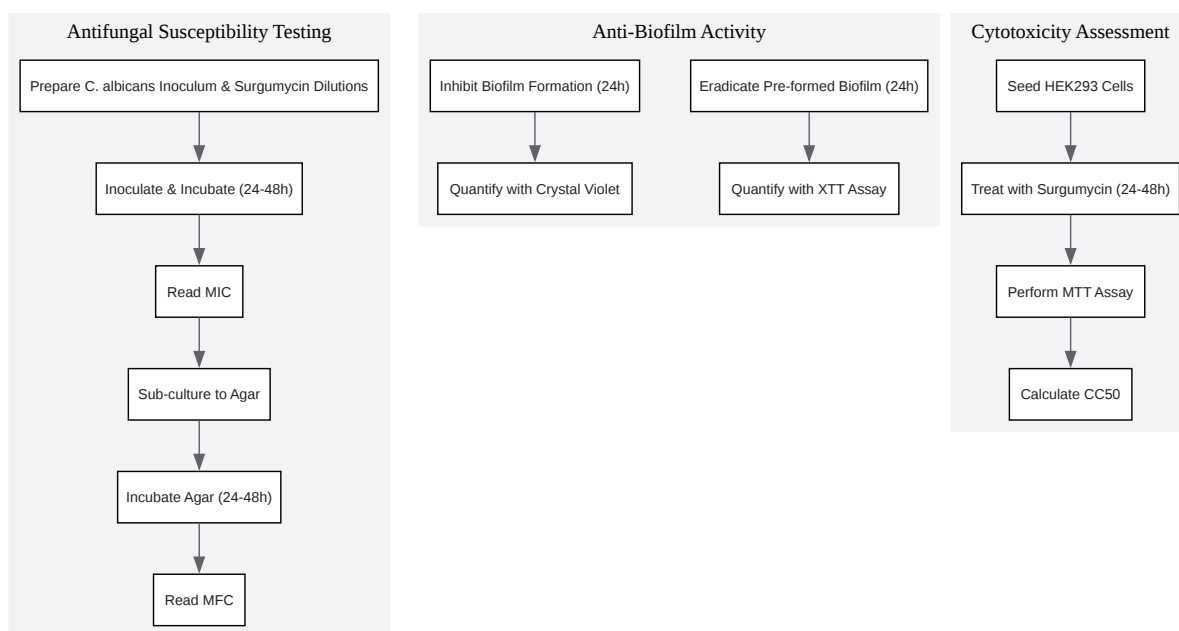 Antifungal Susceptibility Testing
Prepare C. albicans Inoculum & Surgumycin Dilutions
Inoculate & Incubate (24-48h)
Read MIC
Sub-culture to Agar
Incubate Agar (24-48h)
Read MFC
Anti-Biofilm Activity
Inhibit Biofilm Formation (24h)
Quantify with Crystal Violet
Eradicate Pre-formed Biofilm (24h)
Quantify with XTT Assay
Cytotoxicity Assessment
Seed HEK293 Cells
Treat with Surgumycin (24-48h)
Perform MTT Assay
Calculate CC50